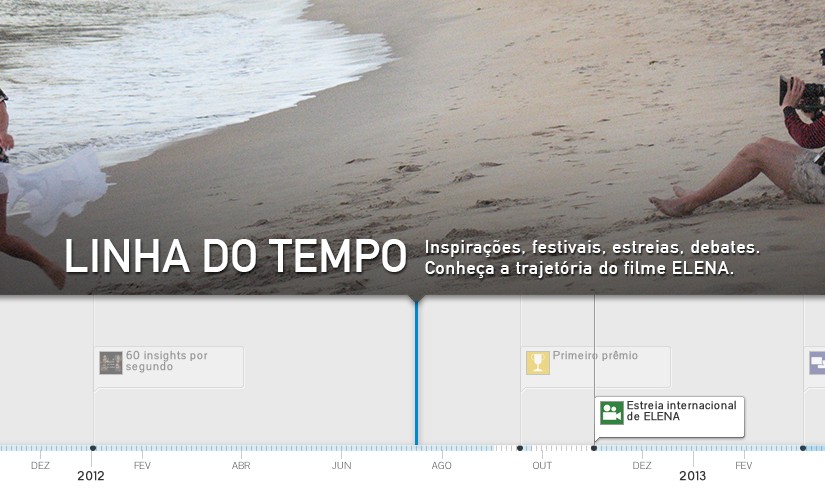 LINHA DO TEMPO
Inspirações, festivais, estreias, debates.
Conheça a trajetória do filme ELENA.
60 insights por
segundo
Primeiro prêmio
Estreia internacional
de ELENA
DEZ FEV ABR JUN AGO OUT DEZ FEV
2012 2013